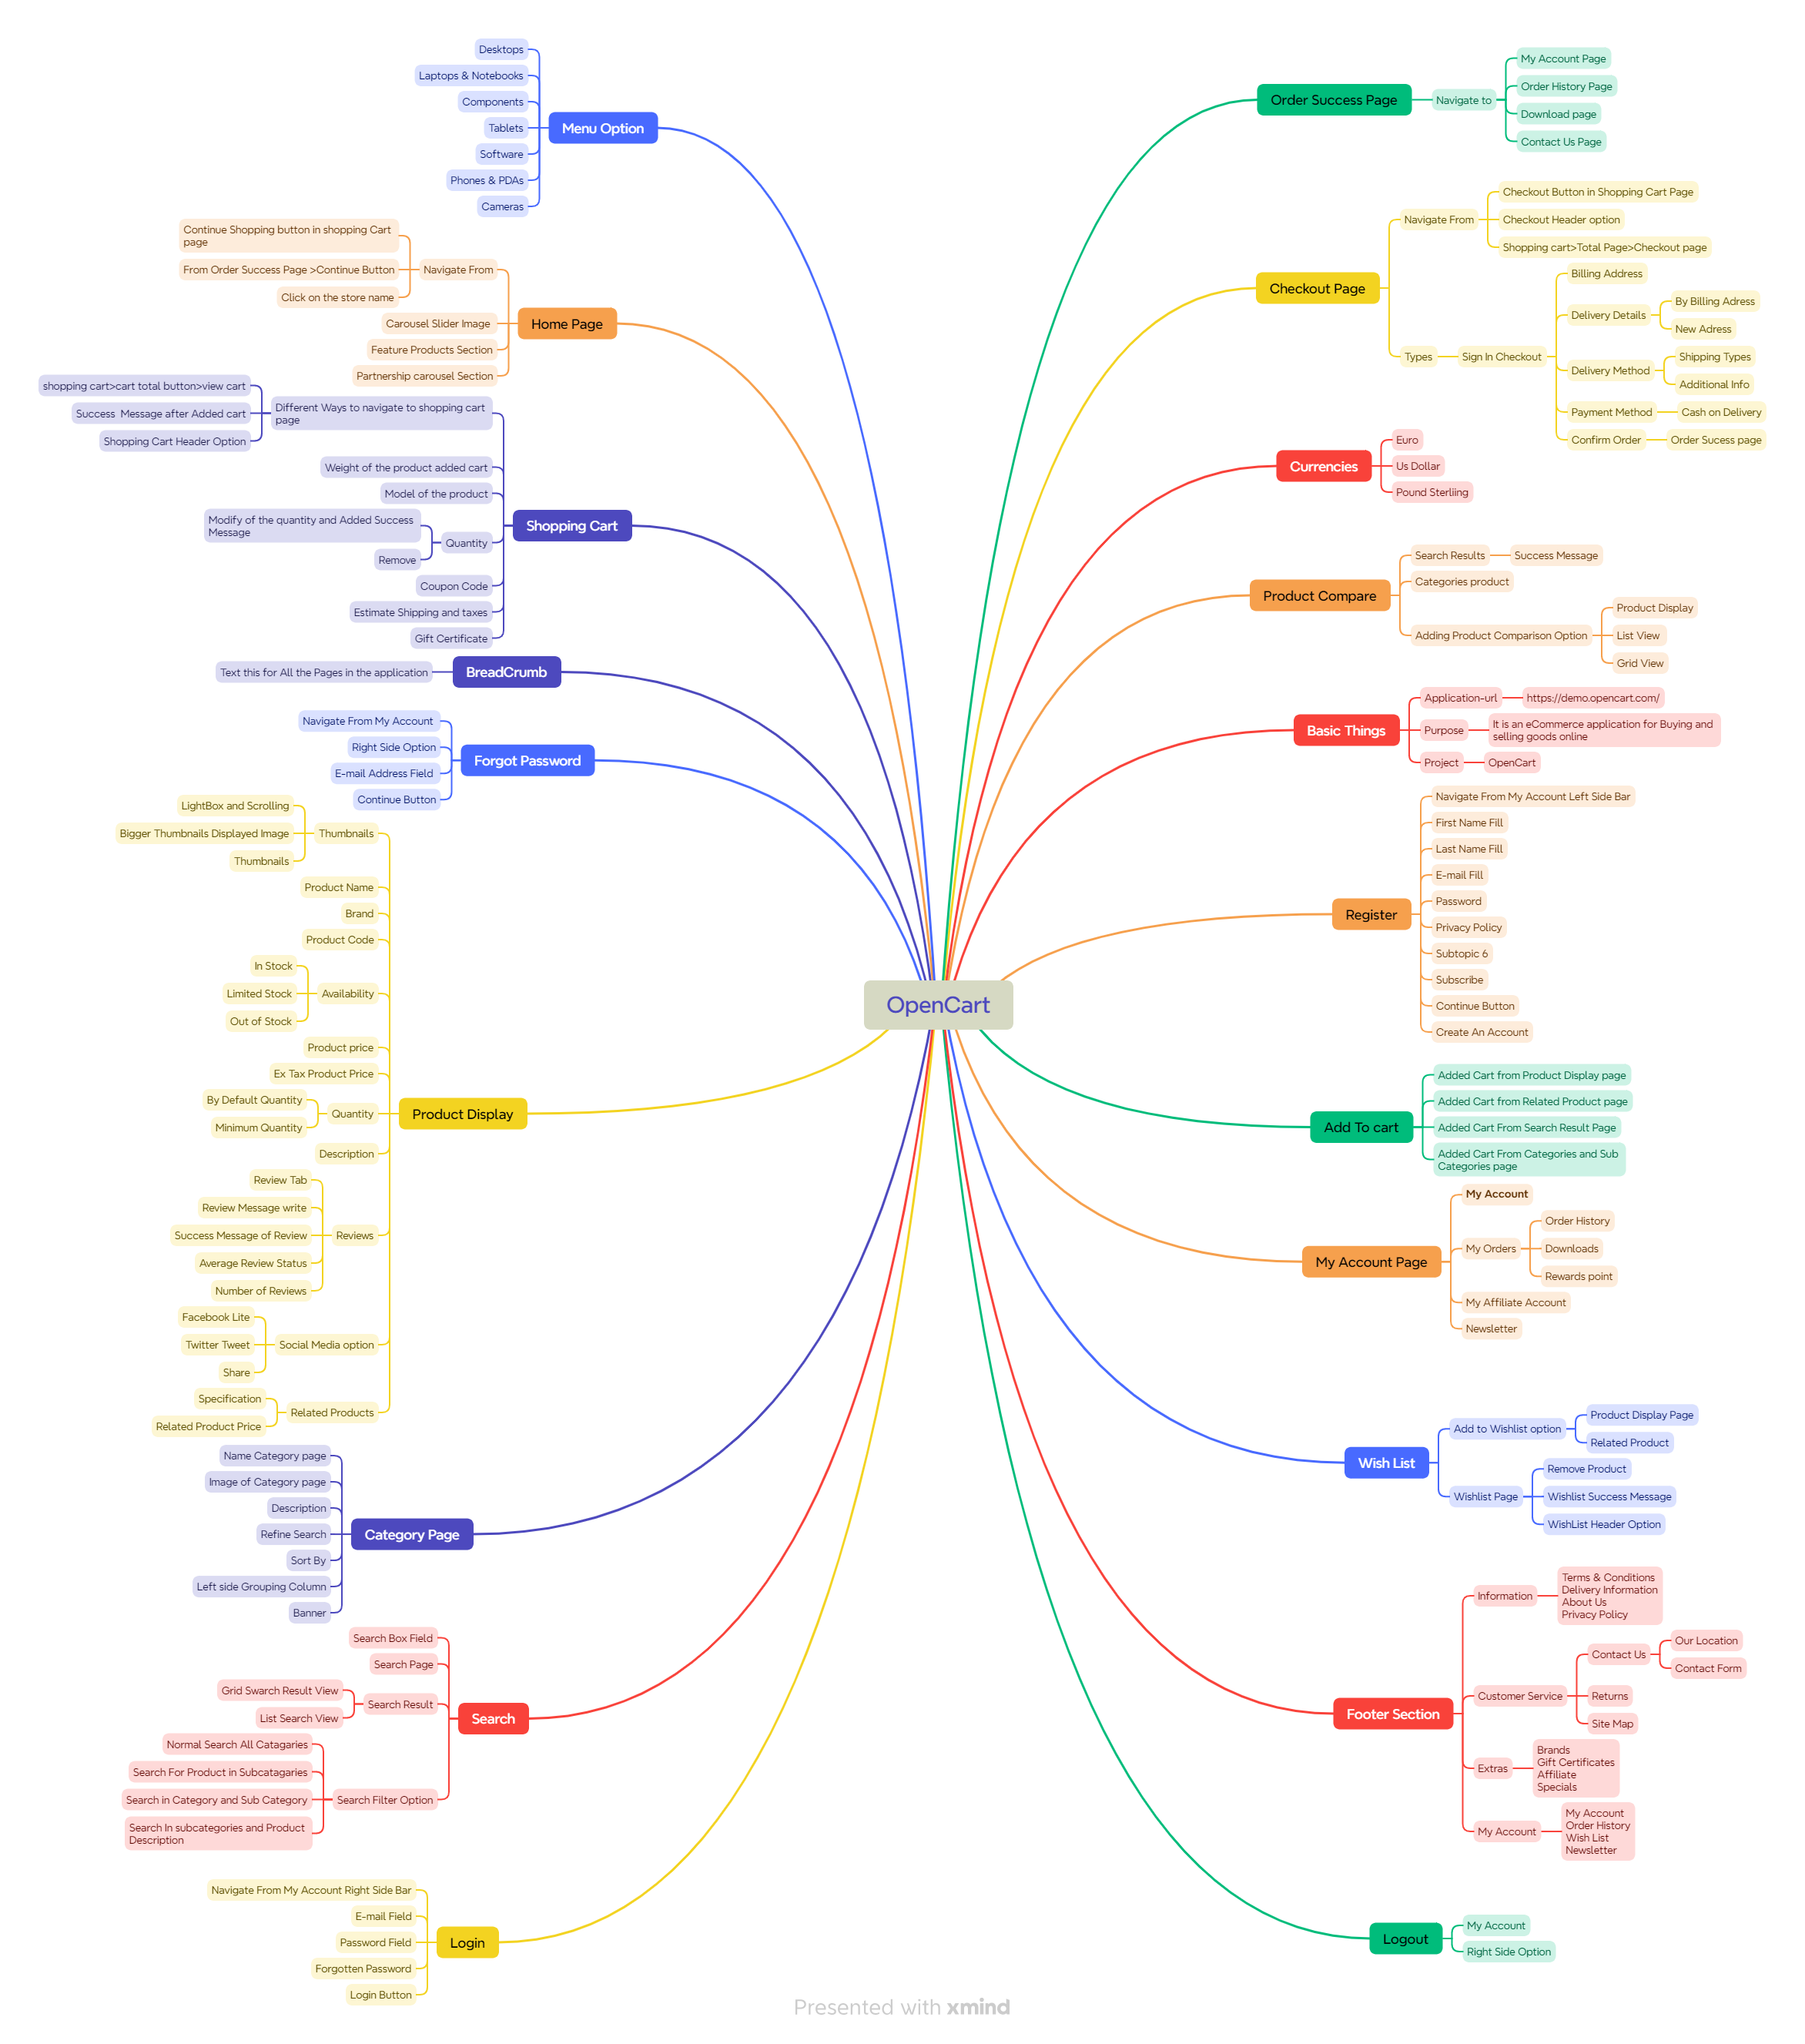 OpenCart
Order Success Page
Navigate to
My Account Page
Order History Page
Download page
Contact Us Page
Checkout Page
Navigate From
Checkout Button in Shopping Cart Page
Checkout Header option
Shopping cart>Total Page>Checkout page
Types
Sign In Checkout
Billing Address
Delivery Details
By Billing Adress
New Adress
Delivery Method
Shipping Types
Additional Info
Payment Method
Cash on Delivery
Confirm Order
Order Sucess page
Currencies
Euro
Us Dollar
Pound Sterliing
Product Compare
Search Results
Success Message
Categories product
Adding Product Comparison Option
Product Display
List View
Grid View
Basic Things
Application-url
https://demo.opencart.com/
Purpose
It is an eCommerce application for Buying and
selling goods online
Project
OpenCart
Register
Navigate From My Account Left Side Bar
First Name Fill
Last Name Fill
E-mail Fill
Password
Privacy Policy
Subtopic 6
Subscribe
Continue Button
Create An Account
Add To cart
Added Cart from Product Display page
Added Cart from Related Product page
Added Cart From Search Result Page
Added Cart From Categories and Sub
Categories page
My Account Page
My Account
My Orders
Order History
Downloads
Rewards point
My Affiliate Account
Newsletter
Wish List
Add to Wishlist option
Product Display Page
Related Product
Wishlist Page
Remove Product
Wishlist Success Message
WishList Header Option
Footer Section
Information
Terms & Conditions
Delivery Information
About Us
Privacy Policy
Customer Service
Contact Us
Our Location
Contact Form
Returns
Site Map
Extras
Brands
Gift Certificates
Affiliate
Specials
My Account
My Account
Order History
Wish List
Newsletter
Logout
My Account
Right Side Option
Menu Option
Desktops
Laptops & Notebooks
Components
Tablets
Software
Phones & PDAs
Cameras
Home Page
Navigate From
Continue Shopping button in shopping Cart
page
From Order Success Page >Continue Button
Click on the store name
Carousel Slider Image
Feature Products Section
Partnership carousel Section
Shopping Cart
Different Ways to navigate to shopping cart
page
shopping cart>cart total button>view cart
Success  Message after Added cart
Shopping Cart Header Option
Weight of the product added cart
Model of the product
Quantity
Modify of the quantity and Added Success
Message
Remove
Coupon Code
Estimate Shipping and taxes
Gift Certificate
BreadCrumb
Text this for All the Pages in the application
Forgot Password
Navigate From My Account
Right Side Option
E-mail Address Field
Continue Button
Product Display
Thumbnails
LightBox and Scrolling
Bigger Thumbnails Displayed Image
Thumbnails
Product Name
Brand
Product Code
Availability
In Stock
Limited Stock
Out of Stock
Product price
Ex Tax Product Price
Quantity
By Default Quantity
Minimum Quantity
Description
Reviews
Review Tab
Review Message write
Success Message of Review
Average Review Status
Number of Reviews
Social Media option
Facebook Lite
Twitter Tweet
Share
Related Products
Specification
Related Product Price
Category Page
Name Category page
Image of Category page
Description
Refine Search
Sort By
Left side Grouping Column
Banner
Search
Search Box Field
Search Page
Search Result
Grid Swarch Result View
List Search View
Search Filter Option
Normal Search All Catagaries
Search For Product in Subcatagaries
Search in Category and Sub Category
Search In subcategories and Product
Description
Login
Navigate From My Account Right Side Bar
E-mail Field
Password Field
Forgotten Password
Login Button
Presented with xmind